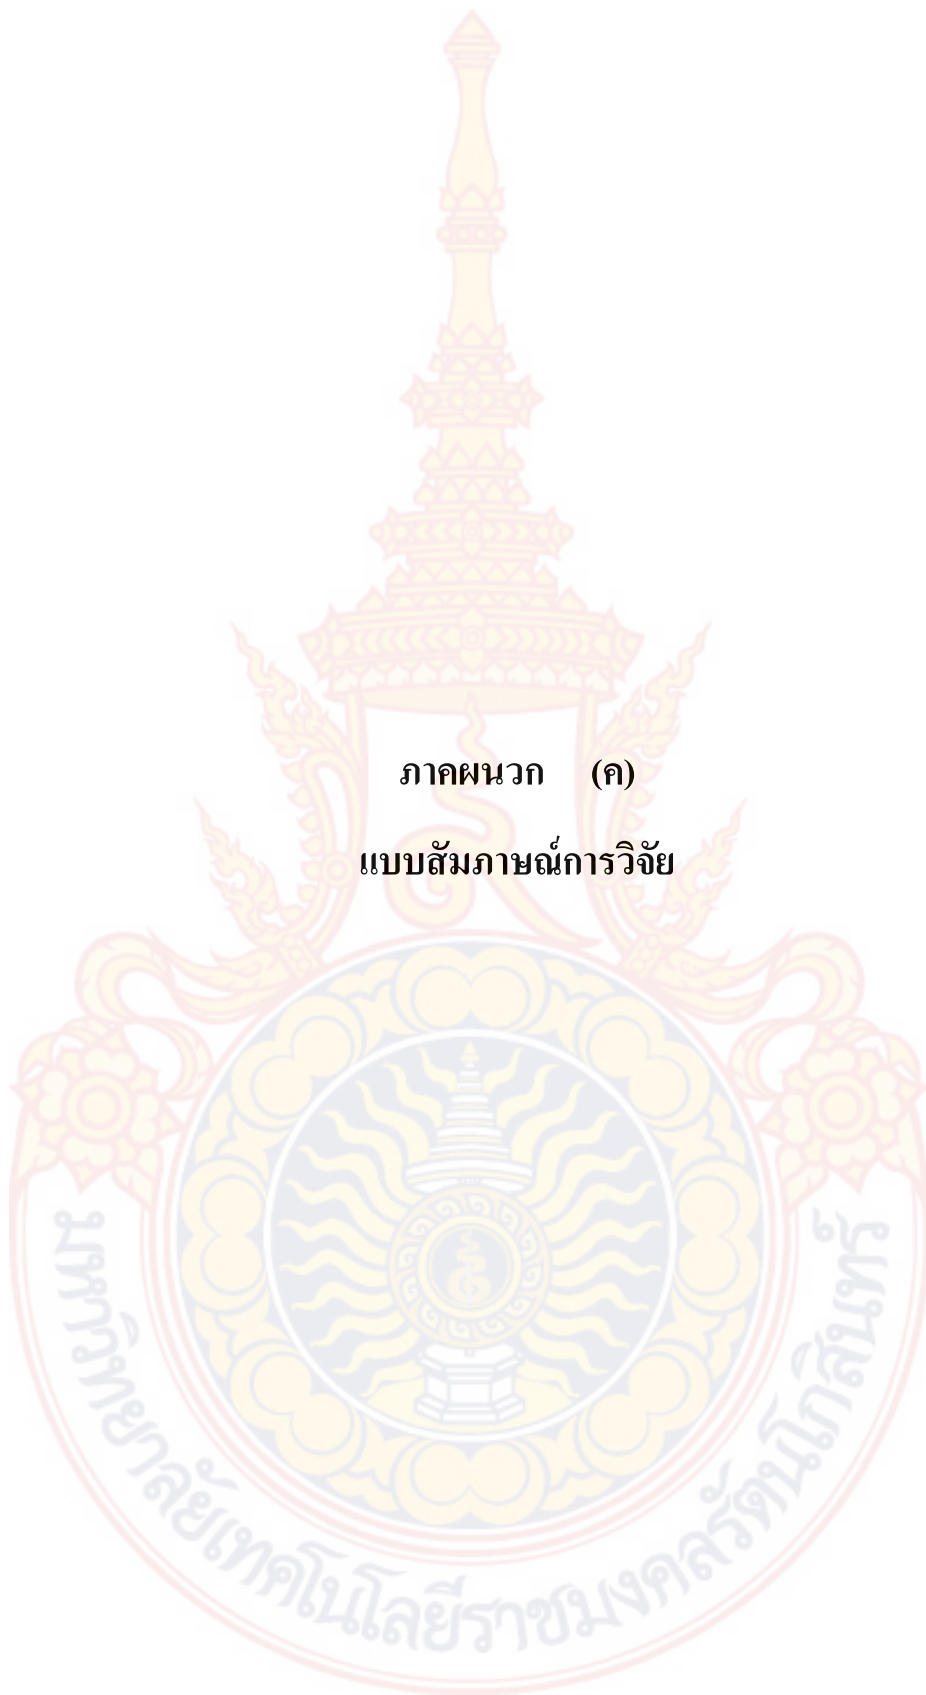 ภาคผนวก (ค)
แบบสัมภาษณ์การวิจัย
มหาวิทยาลัยเทคโนโลยีราชมงคลรัตนโกสินทร์